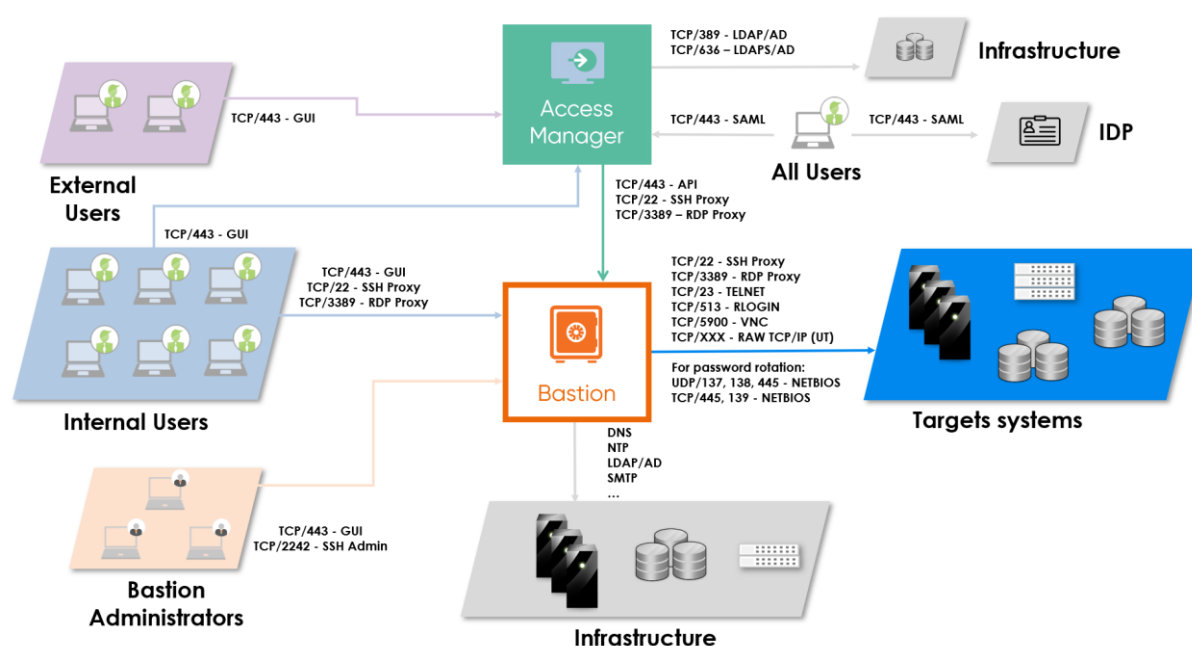 TCP/389 - LDAP/AD
TCP/636 – LDAPS/AD
Infrastructure
Access
Manager
TCP/443 - GUI
TCP/443 - SAML
TCP/443 - SAML
IDP
All Users
External
Users
TCP/443 - API
TCP/22 - SSH Proxy
TCP/3389 – RDP Proxy
TCP/443 - GUI
TCP/443 - GUI
TCP/22 - SSH Proxy
TCP/3389 - RDP Proxy
TCP/22 - SSH Proxy
TCP/3389 - RDP Proxy
TCP/23 - TELNET
TCP/513 - RLOGIN
TCP/5900 - VNC
TCP/XXX - RAW TCP/IP (UT)
For password rotation:
UDP/137, 138, 445 - NETBIOS
TCP/445, 139 - NETBIOS
Bastion
Internal Users
Targets systems
DNS
NTP
LDAP/AD
SMTP
...
TCP/443 - GUI
TCP/2242 - SSH Admin
Bastion
Administrators
Infrastructure